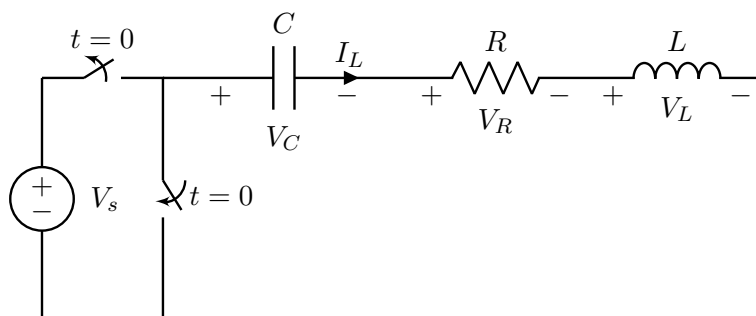 t = 0
C
I_L
R
L
+ − + − + −
V_C
V_R
V_L
+
−
V_s
t = 0